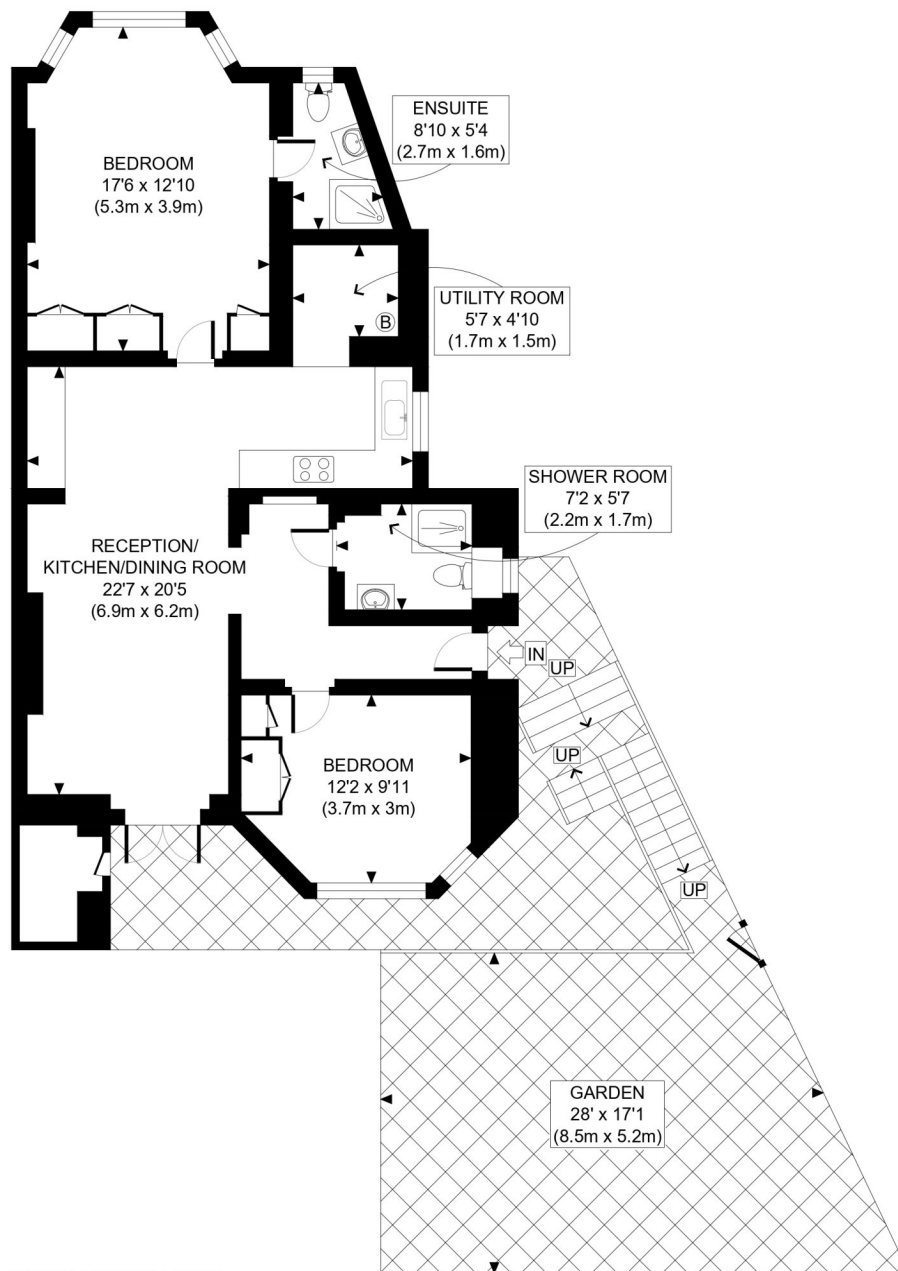 ENSUITE
8'10 x 5'4
(2.7m x 1.6m)
BEDROOM
17'6 x 12'10
(5.3m x 3.9m)
UTILITY ROOM
5'7 x 4'10
(1.7m x 1.5m)
B
SHOWER ROOM
7'2 x 5'7
(2.2m x 1.7m)
RECEPTION/
KITCHEN/DINING ROOM
22'7 x 20'5
(6.9m x 6.2m)
IN
UP
UP
BEDROOM
12'2 x 9'11
(3.7m x 3m)
UP
GARDEN
28' x 17'1
(8.5m x 5.2m)